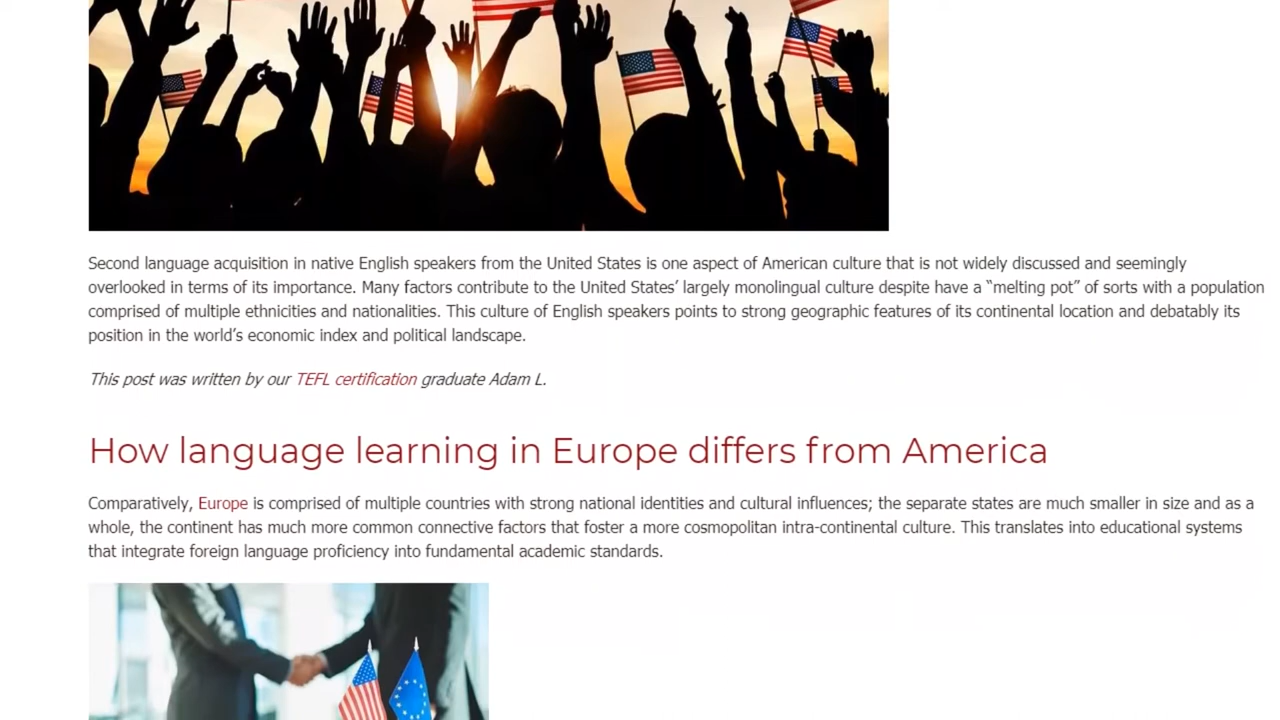 Second language acquisition in native English speakers from the United States is one aspect of American culture that is not widely discussed and seemingly
overlooked in terms of its importance. Many factors contribute to the United States’ largely monolingual culture despite have a “melting pot” of sorts with a population
comprised of multiple ethnicities and nationalities. This culture of English speakers points to strong geographic features of its continental location and debatably its
position in the world’s economic index and political landscape.
This post was written by our TEFL certification graduate Adam L.
How language learning in Europe differs from America
Comparatively, Europe is comprised of multiple countries with strong national identities and cultural influences; the separate states are much smaller in size and as a
whole, the continent has much more common connective factors that foster a more cosmopolitan intra-continental culture. This translates into educational systems
that integrate foreign language proficiency into fundamental academic standards.